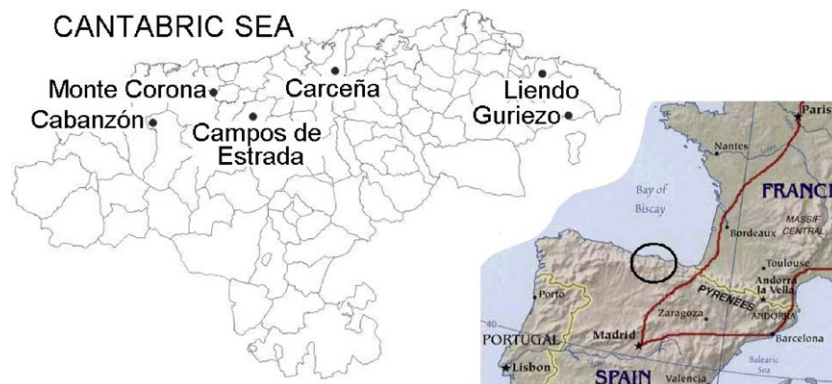 CANTABRIC SEA
Monte Corona
Carceña
Liendo
Cabanzón
Guriezo
Campos de
Estrada
Paris
Nantes
Bay of
Biscay
FRANCE
MASSIF
CENTRAL
Bordeaux
Toulouse
Andorra
la Vella
PYRENEES
ANDORRA
Porto
Zaragoza
40
PORTUGAL
Madrid
Barcelona
Lisbon
Balearic
Sea
SPAIN
Valencia